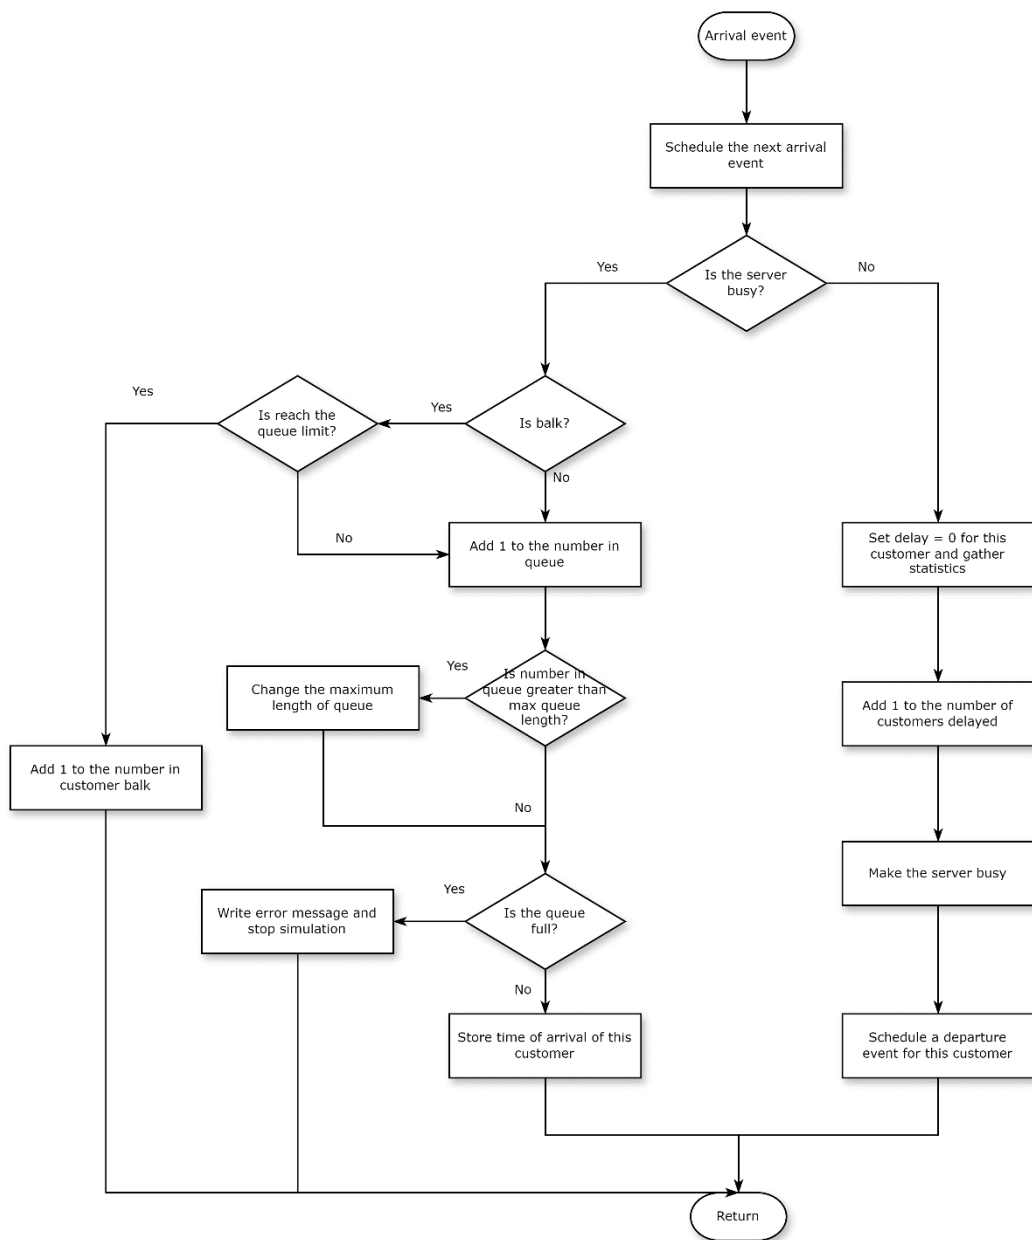 Arrival event
Schedule the next arrival
event
Yes
Is the server
busy?
No
Yes
Is reach the
queue limit?
Yes
Is balk?
No
No
Add 1 to the number in
queue
Set delay = 0 for this
customer and gather
statistics
Change the maximum
length of queue
Yes
Is number in
queue greater than
max queue
length?
Add 1 to the number of
customers delayed
Add 1 to the number in
customer balk
No
Make the server busy
Write error message and
stop simulation
Yes
Is the queue
full?
No
Store time of arrival of this
customer
Schedule a departure
event for this customer
Return